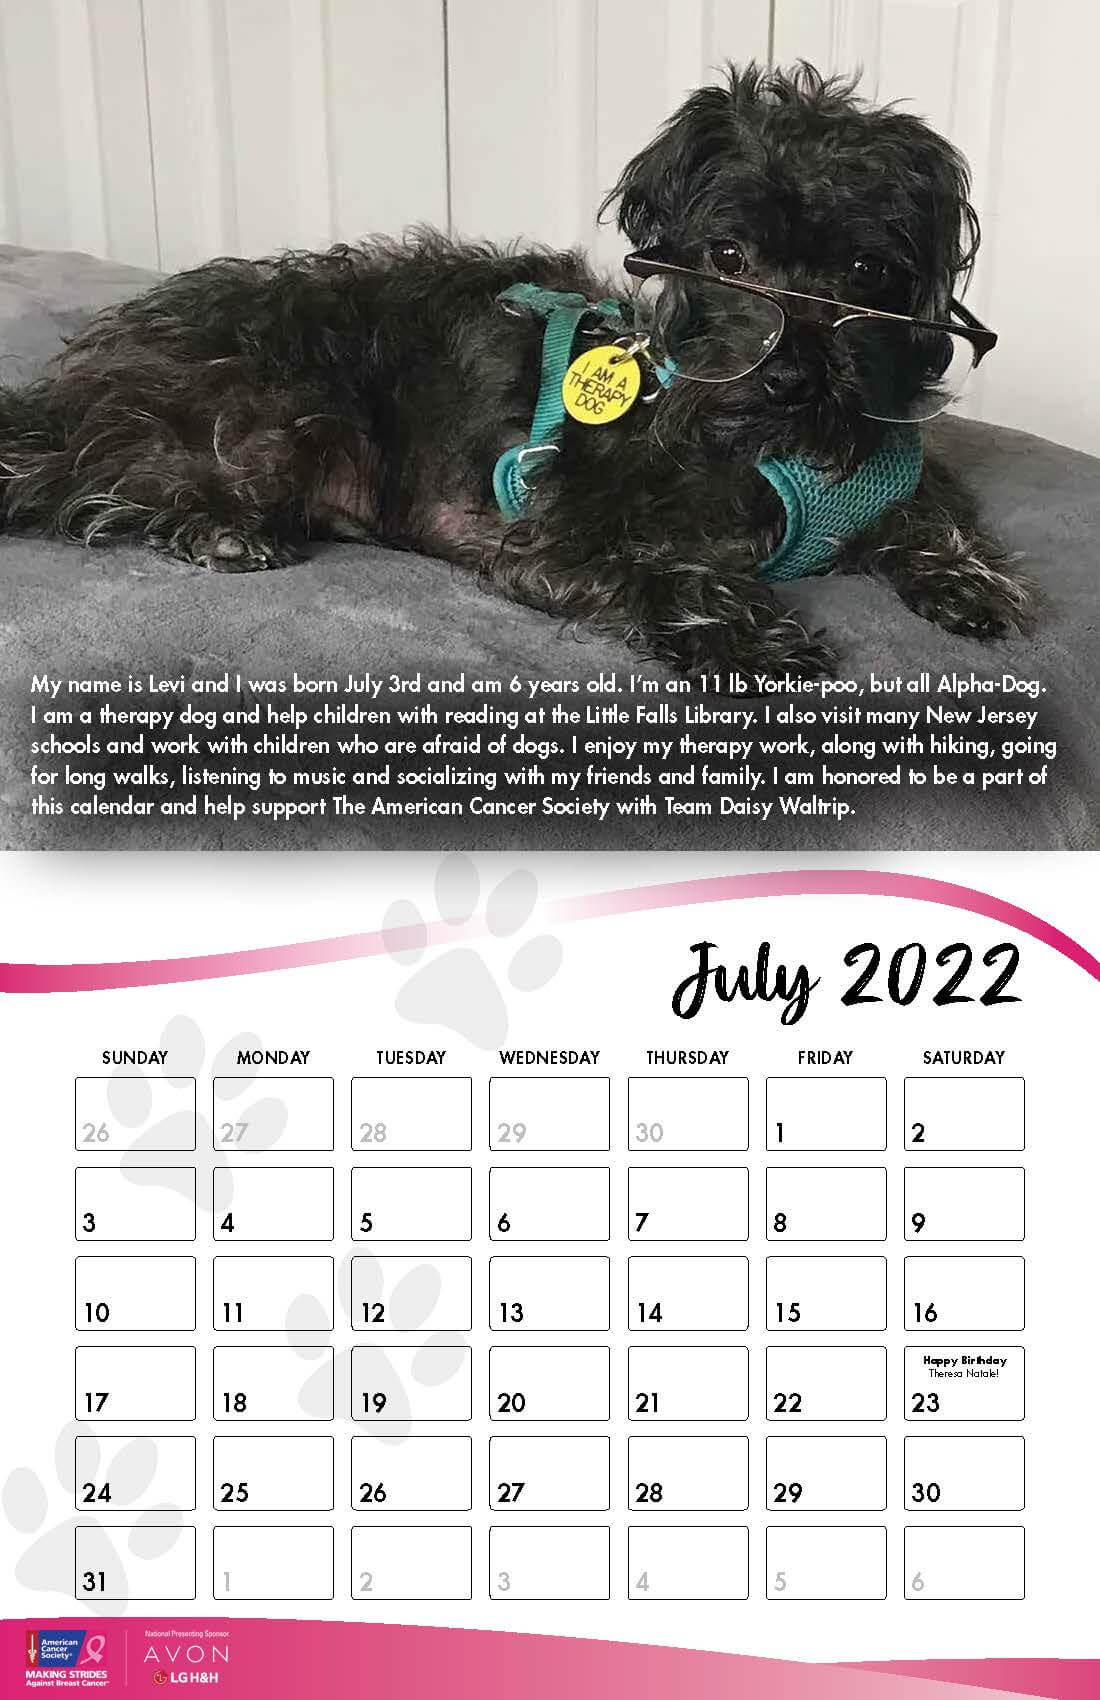 I AM A
THERAPY
DOG
My name is Levi and I was born July 3rd and am 6 years old. I'm an 11 lb Yorkie-poo, but all Alpha-Dog.
I am a therapy dog and help children with reading at the Little Falls Library. I also visit many New Jersey
schools and work with children who are afraid of dogs. I enjoy my therapy work, along with hiking, going
for long walks, listening to music and socializing with my friends and family. I am honored to be a part of
this calendar and help support The American Cancer Society with Team Daisy Waltrip.
July 2022
SUNDAY MONDAY TUESDAY WEDNESDAY THURSDAY FRIDAY SATURDAY
26 27 28 29 30 1 2
3 4 5 6 7 8 9
10 11 12 13 14 15 16
Happy Birthday
Theresa Natale!
17 18 19 20 21 22 23
24 25 26 27 28 29 30
31 1 2 3 4 5 6
American
Cancer
Society®
MAKING STRIDES
Against Breast Cancer®
National Presenting Sponsor
AVON
LG H&H